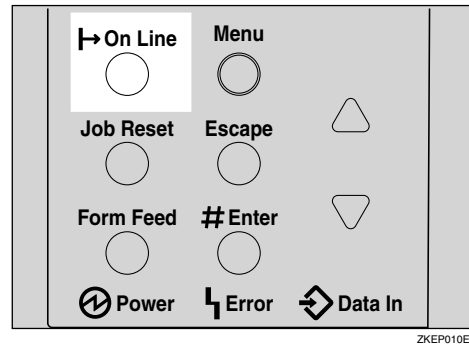 On Line Menu
Job Reset Escape
Form Feed # Enter
Power Error Data In
ZKEP010E